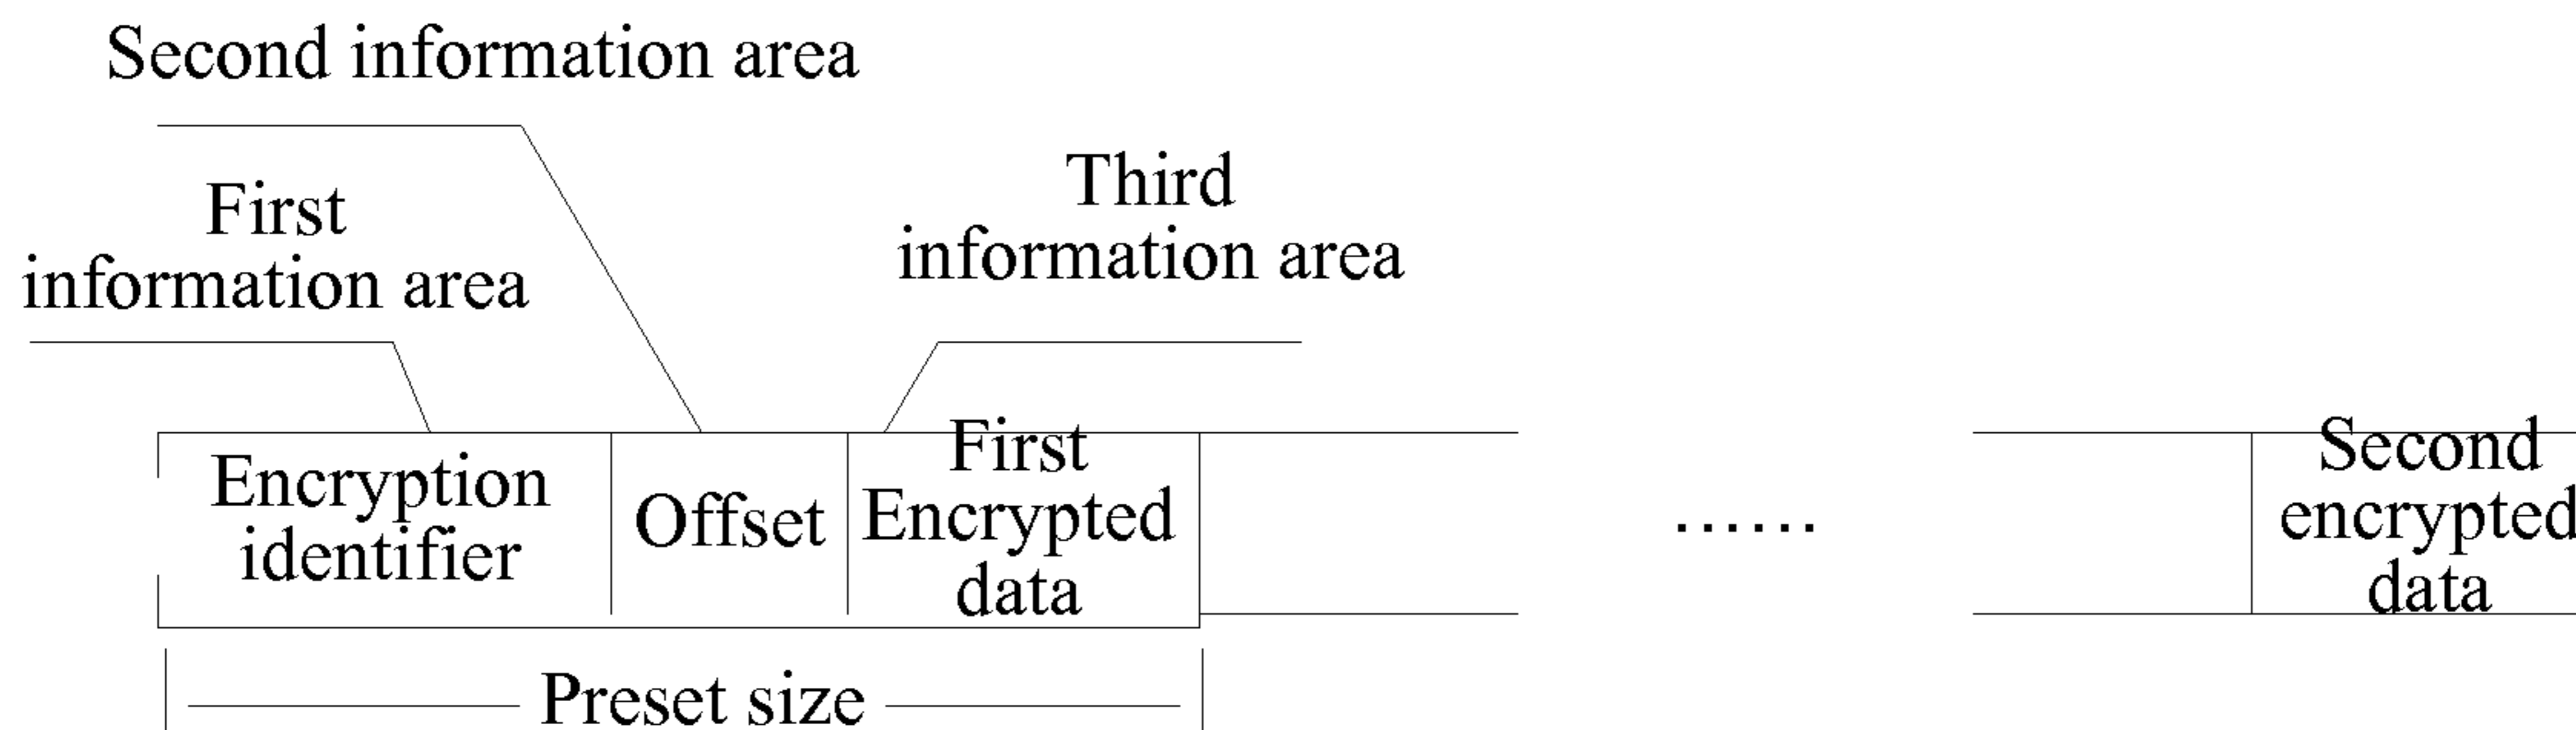 Second information area
First
information area
Third
information area
Encryption
identifier
Offset
First
Encrypted
data
......
Second
encrypted
data
Preset size